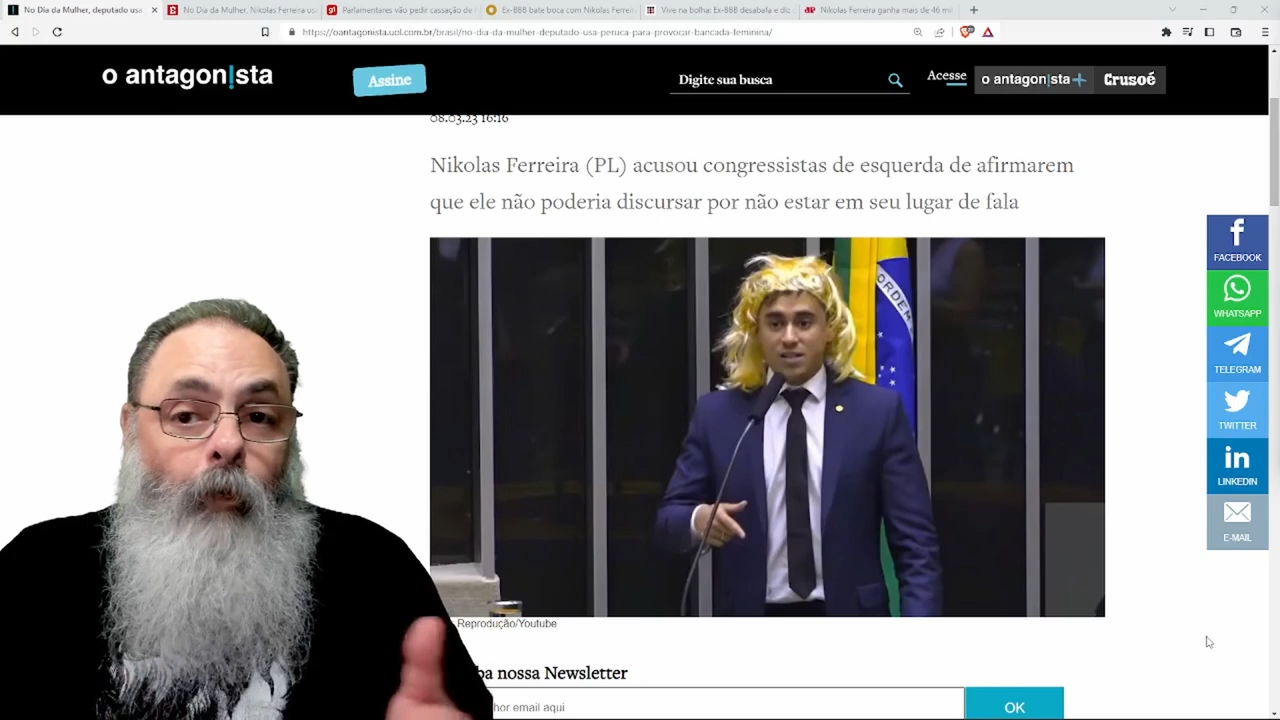 No Dia da Mulher, deputado usa
No Dia da Mulher, Nikolas Ferreira us
Parlamentares vão pedir cassação de
Ex-BBB bate boca com Nikolas Ferrei
Vive na bolha: Ex-BBB desabafa e diz
Nikolas Ferreira ganha mais de 46 mil
https://oantagonista.uol.com.br/brasil/no-dia-da-mulher-deputado-usa-peruca-para-provocar-bancada-feminina/
o antagon!sta
Assine
Digite sua busca
Acesse
o antagon!sta+
Crusoé
08.03.23 16:16
Nikolas Ferreira (PL) acusou congressistas de esquerda de afirmarem
que ele não poderia discursar por não estar em seu lugar de fala
ORDEM E
FACEBOOK
WHATSAPP
TELEGRAM
TWITTER
LINKEDIN
E-MAIL
Reprodução/Youtube
ba nossa Newsletter
hor email aqui
OK